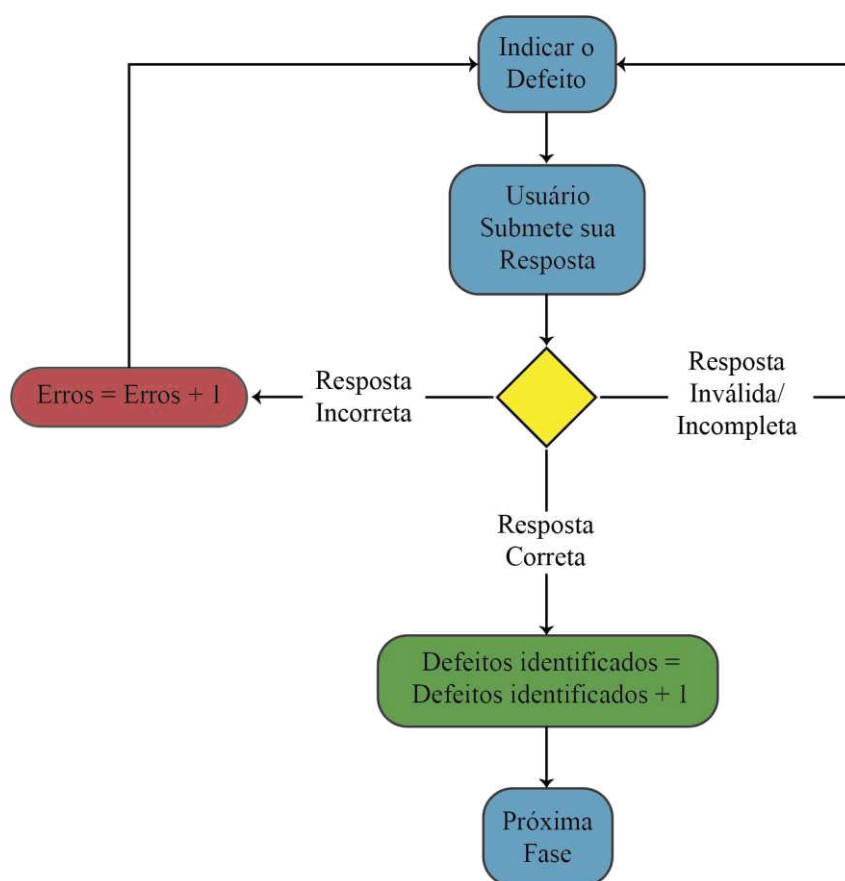 Indicar o
Defeito
Usuário
Submete sua
Resposta
Erros = Erros + 1
Resposta
Incorreta
Resposta
Inválida/
Incompleta
Resposta
Correta
Defeitos identificados =
Defeitos identificados + 1
Próxima
Fase